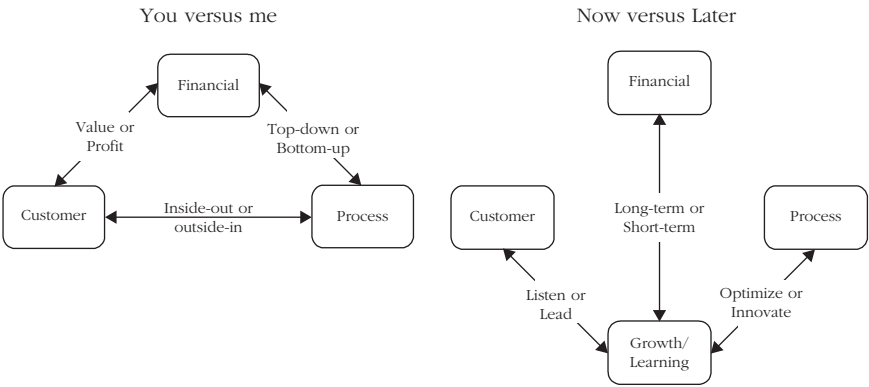 You versus me
Now versus Later
Financial
Value or
Profit
Top-down or
Bottom-up
Customer
Inside-out or
outside-in
Process
Financial
Customer
Long-term or
Short-term
Process
Listen or
Lead
Optimize or
Innovate
Growth/
Learning